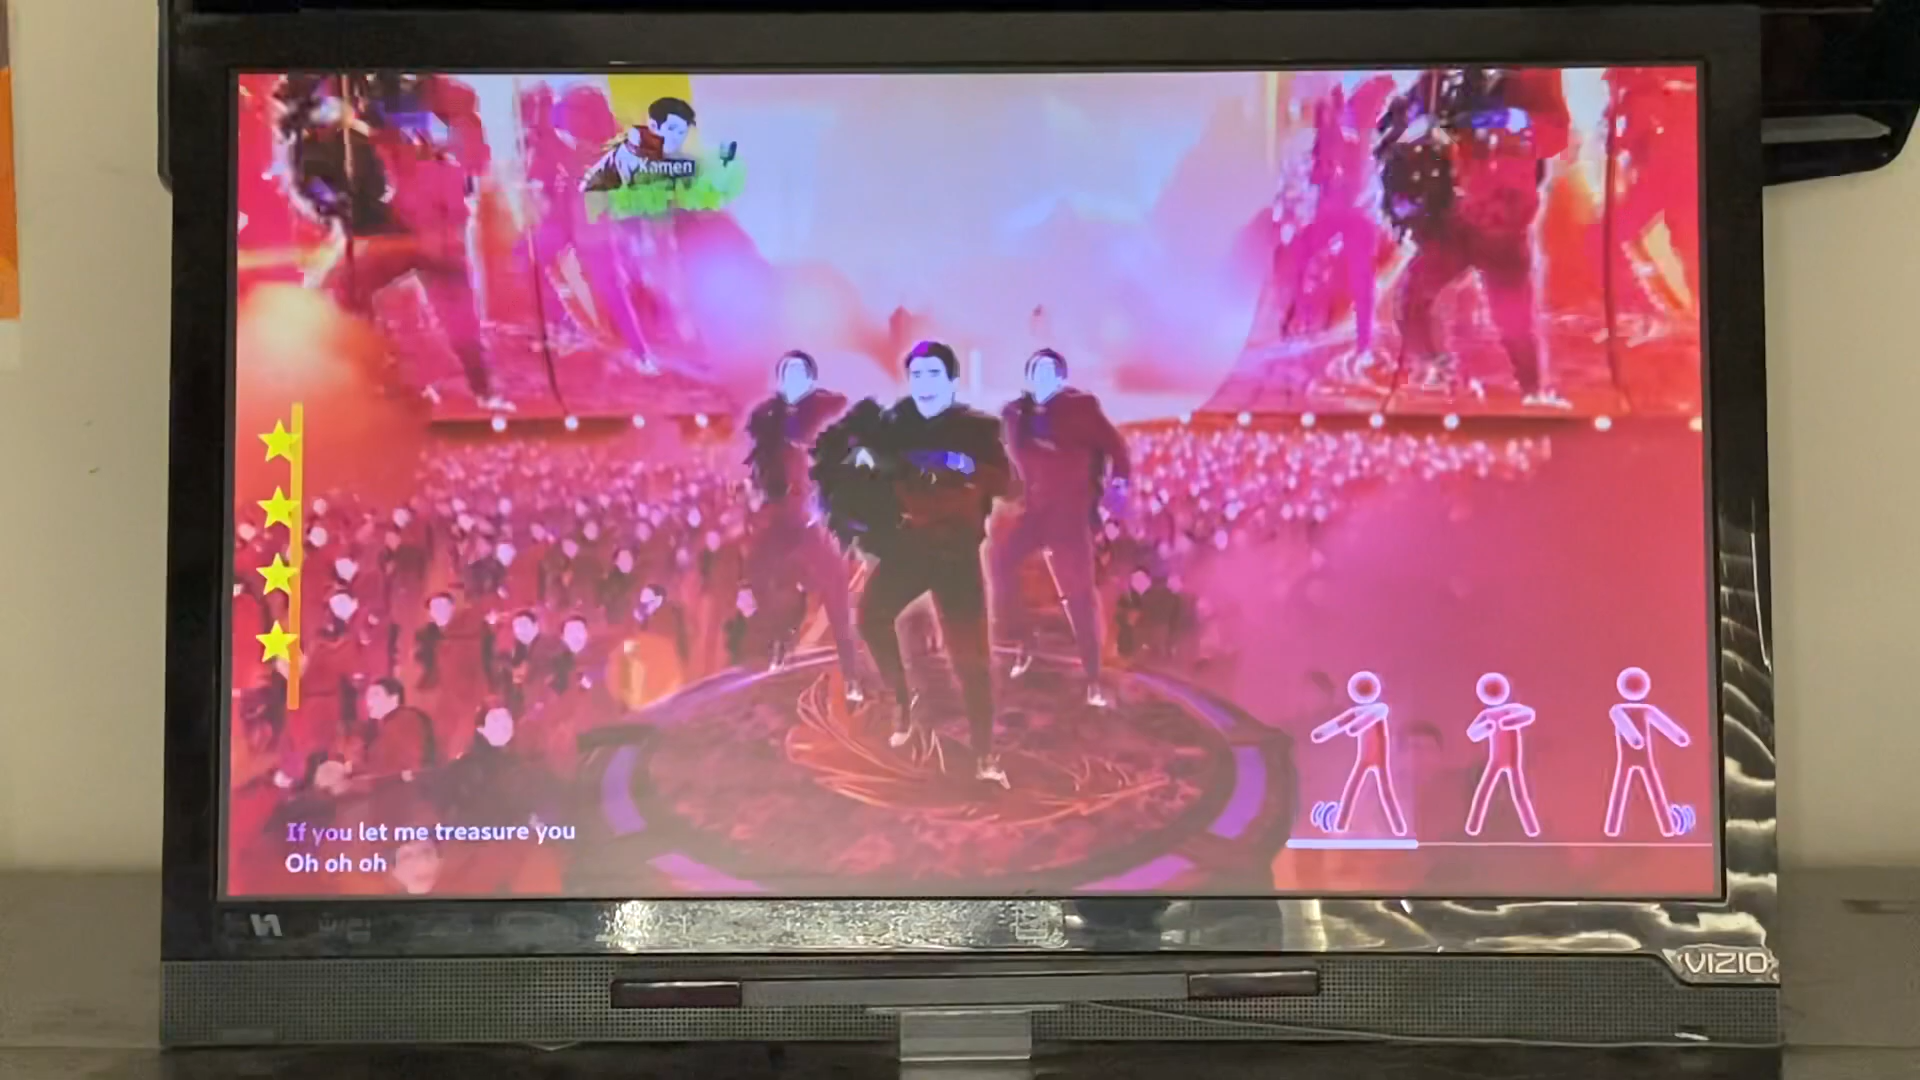 Kamen
If you let me treasure you
Oh oh oh
VIZIO